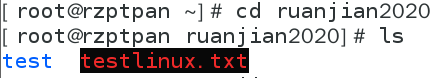 [ root@rzptpan ~] # cd ruanjian2020
[ root@rzptpan ruanjian2020] # ls
test  testlinux.txt